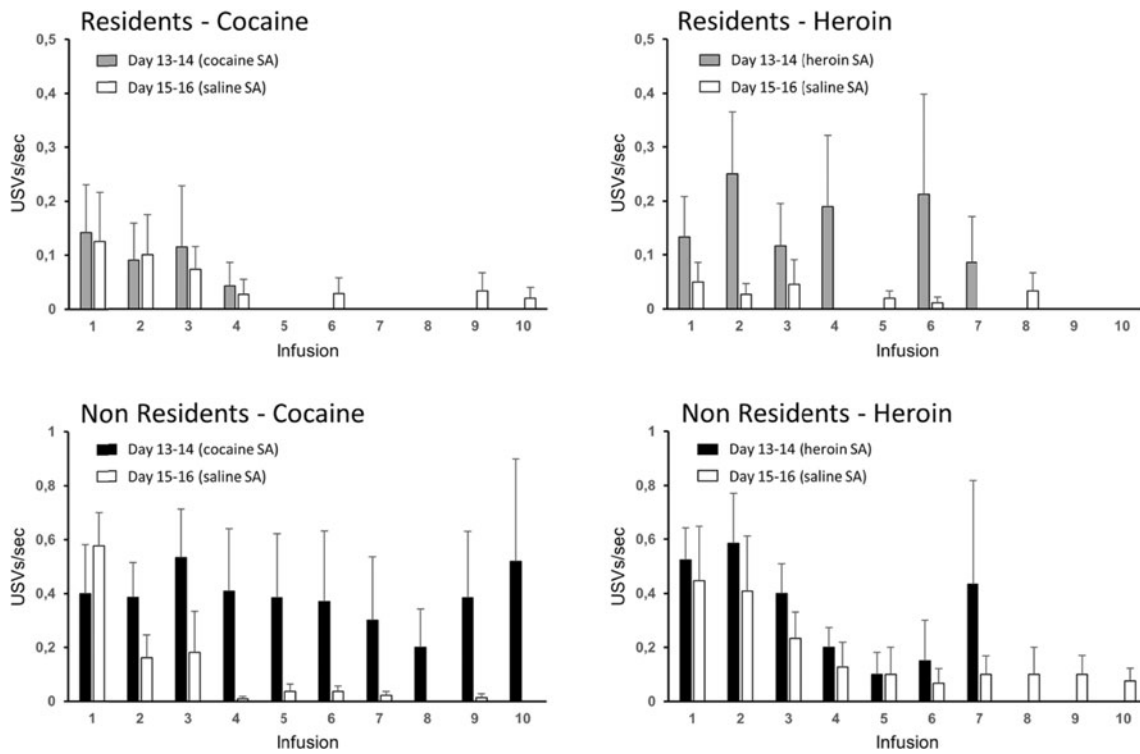 Residents - Cocaine
0,5
Day 13-14 (cocaine SA)
Day 15-16 (saline SA)
0,4
0,3
USVs/sec
0,2
0,1
0
1 2 3 4 5 6 7 8 9 10
Infusion
Residents - Heroin
0,5
Day 13-14 (heroin SA)
Day 15-16 (saline SA)
0,4
0,3
USVs/sec
0,2
0,1
0
1 2 3 4 5 6 7 8 9 10
Infusion
Non Residents - Cocaine
1
Day 13-14 (cocaine SA)
Day 15-16 (saline SA)
0,8
0,6
USVs/sec
0,4
0,2
0
1 2 3 4 5 6 7 8 9 10
Infusion
Non Residents - Heroin
1
Day 13-14 (heroin SA)
Day 15-16 (saline SA)
0,8
0,6
USVs/sec
0,4
0,2
0
1 2 3 4 5 6 7 8 9 10
Infusion